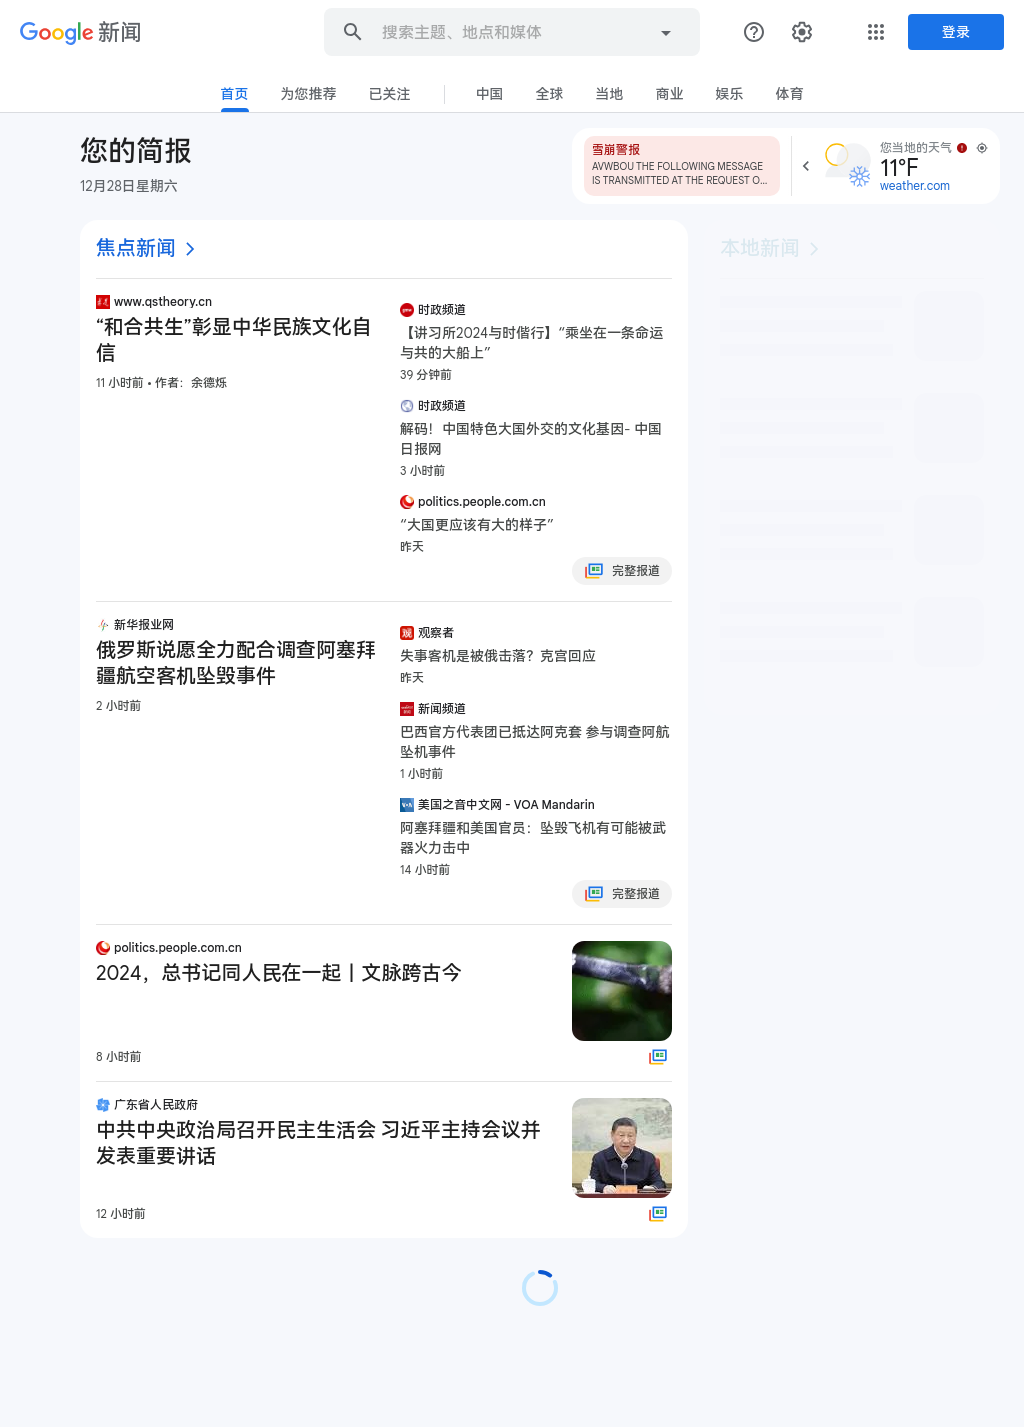 Google 新闻
搜索主题、地点和媒体
登录
首页
为您推荐
已关注
中国
全球
当地
商业
娱乐
体育
您的简报
12月28日星期六
雪崩警报
AVWBOU THE FOLLOWING MESSAGE
IS TRANSMITTED AT THE REQUEST O...
您当地的天气
11°F
weather.com
焦点新闻
本地新闻
www.qstheory.cn
“和合共生”彰显中华民族文化自
信
11 小时前 • 作者：余德烁
时政频道
【讲习所2024与时偕行】“乘坐在一条命运
与共的大船上”
39 分钟前
时政频道
解码！中国特色大国外交的文化基因- 中国
日报网
3 小时前
politics.people.com.cn
“大国更应该有大的样子”
昨天
完整报道
新华报业网
俄罗斯说愿全力配合调查阿塞拜
疆航空客机坠毁事件
2 小时前
观察者
失事客机是被俄击落？克宫回应
昨天
新闻频道
巴西官方代表团已抵达阿克套 参与调查阿航
坠机事件
1 小时前
美国之音中文网 - VOA Mandarin
阿塞拜疆和美国官员：坠毁飞机有可能被武
器火力击中
14 小时前
完整报道
politics.people.com.cn
2024，总书记同人民在一起丨文脉跨古今
8 小时前
广东省人民政府
中共中央政治局召开民主生活会 习近平主持会议并
发表重要讲话
12 小时前